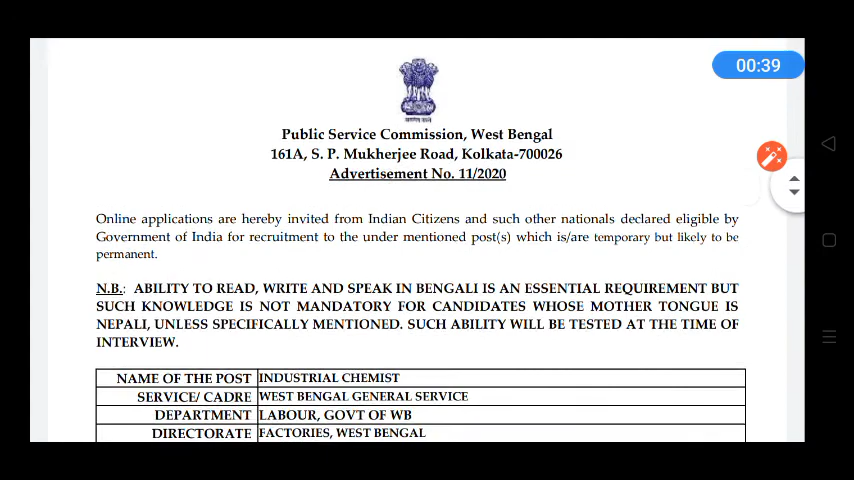 00:39
Public Service Commission, West Bengal
161A, S. P. Mukherjee Road, Kolkata-700026
Advertisement No. 11/2020
Online applications are hereby invited from Indian Citizens and such other nationals declared eligible by
Government of India for recruitment to the under mentioned post(s) which is/are temporary but likely to be
permanent.
N.B.: ABILITY TO READ, WRITE AND SPEAK IN BENGALI IS AN ESSENTIAL REQUIREMENT BUT
SUCH KNOWLEDGE IS NOT MANDATORY FOR CANDIDATES WHOSE MOTHER TONGUE IS
NEPALI, UNLESS SPECIFICALLY MENTIONED. SUCH ABILITY WILL BE TESTED AT THE TIME OF
INTERVIEW.
NAME OF THE POST INDUSTRIAL CHEMIST
SERVICE/ CADRE WEST BENGAL GENERAL SERVICE
DEPARTMENT LABOUR, GOVT OF WB
DIRECTORATE FACTORIES, WEST BENGAL